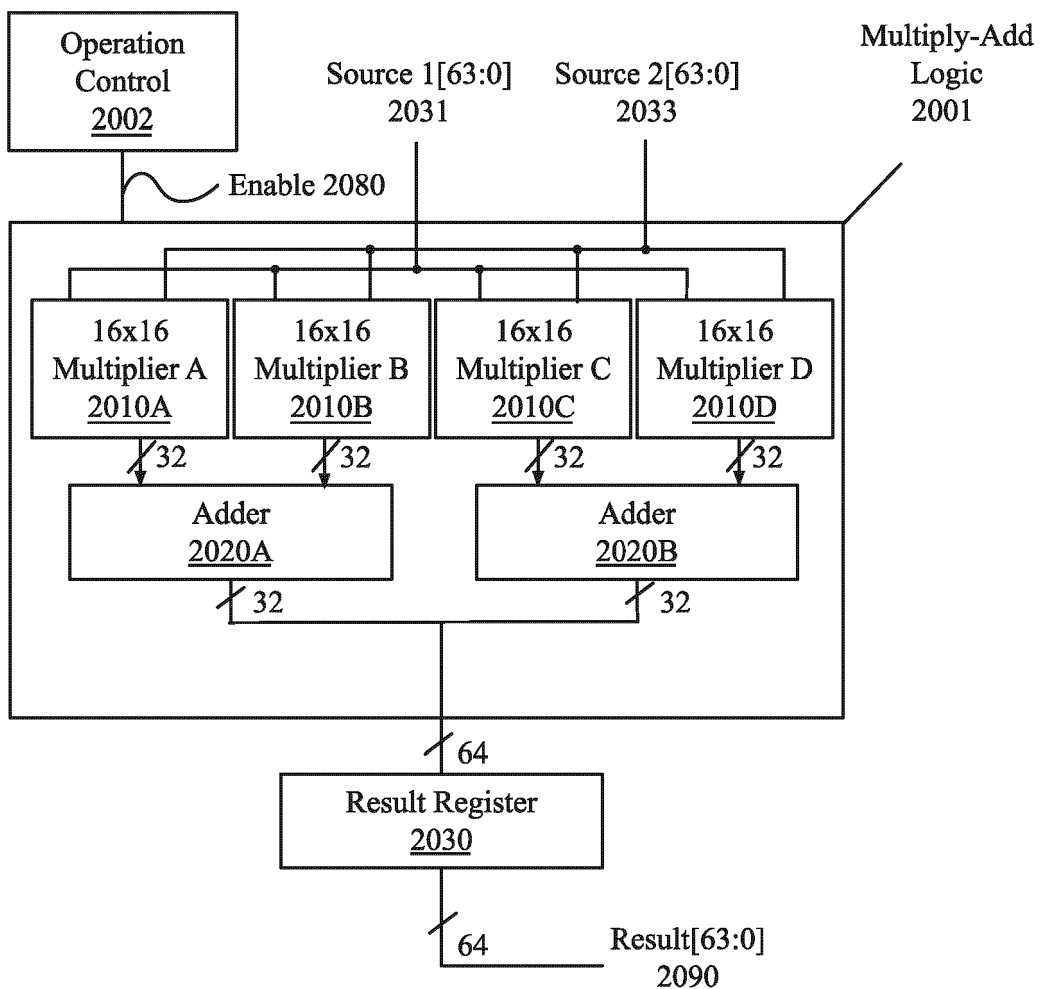 Operation
Control
2002
Source 1[63:0]
2031
Source 2[63:0]
2033
Multiply-Add
Logic
2001
Enable 2080
16x16
Multiplier A
2010A
16x16
Multiplier B
2010B
16x16
Multiplier C
2010C
16x16
Multiplier D
2010D
32
32
32
32
Adder
2020A
Adder
2020B
32
32
64
Result Register
2030
64
Result[63:0]
2090